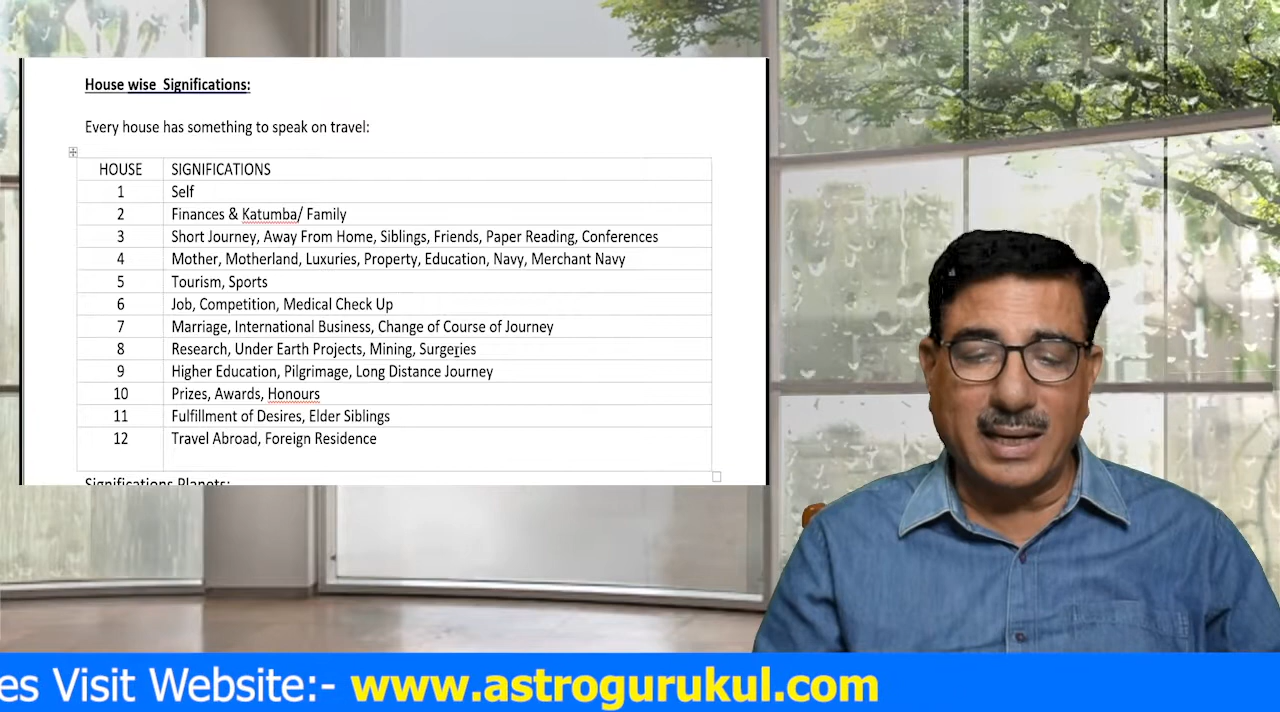 House wise  Significations:
Every house has something to speak on travel:
HOUSE SIGNIFICATIONS
1 Self
2 Finances & Katumba/ Family
3 Short Journey, Away From Home, Siblings, Friends, Paper Reading, Conferences
4 Mother, Motherland, Luxuries, Property, Education, Navy, Merchant Navy
5 Tourism, Sports
6 Job, Competition, Medical Check Up
7 Marriage, International Business, Change of Course of Journey
8 Research, Under Earth Projects, Mining, Surgeries
9 Higher Education, Pilgrimage, Long Distance Journey
10 Prizes, Awards, Honours
11 Fulfillment of Desires, Elder Siblings
12 Travel Abroad, Foreign Residence
Significations Planets:
es Visit Website:- www.astrogurukul.com